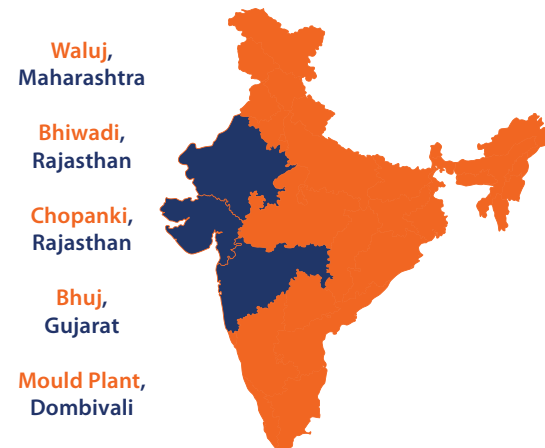 Waluj,
Maharashtra
Bhiwadi,
Rajasthan
Chopanki,
Rajasthan
Bhuj,
Gujarat
Mould Plant,
Dombivali